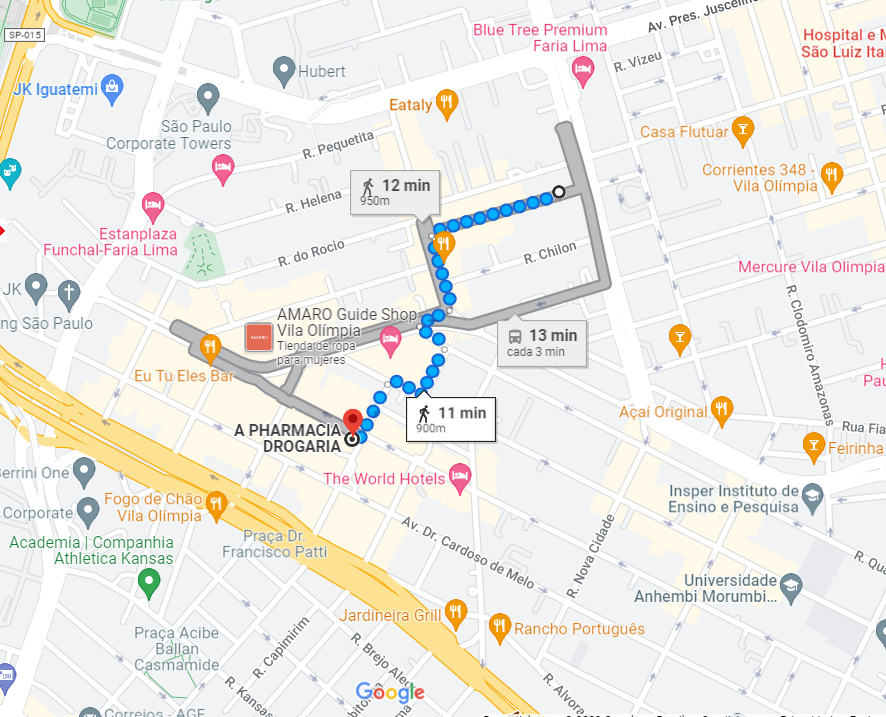 Av. Pres. Juscelino
Blue Tree Premium
Faria Lima
SP-015
Hospital e M
São Luiz Ita
R. Vizeu
Hubert
JK Iguatemi
Eataly
São Paulo
Corporate Towers
R. Pequetita
Casa Flutuar
Corrientes 348 -
Vila Olímpia
12 min
950m
R. Helena
Estanplaza
Funchal-Faria Lima
R. do Rocio
R. Chilon
Mercure Vila Olimpia
JK
ng São Paulo
AMARO Guide Shop
Vila Olímpia
Tienda de ropa
para mujeres
AMARO
13 min
cada 3 min
R. Clodomiro Amazonas
Eu Tu Eles Bar
H
Pau
11 min
900m
Açaí Original
A PHARMACIA
DROGARIA
Rua Fia
Feirinha
The World Hotels
Berrini One
Insper Instituto de
Ensino e Pesquisa
Fogo de Chão
Vila Olímpia
Corporate
Av. Dr. Cardoso de Melo
R. Nova Cidade
Academia | Companhia
Athletica Kansas
Praça Dr.
Francisco Patti
R. Qua
Universidade
Anhembi Morumbi...
Jardineira Grill
Rancho Português
Praça Acibe
Ballan
Casmamide
R. Capimirim
R. Brejo Ale
R. Kansas
R. Alvora
Google
Correios - AGF